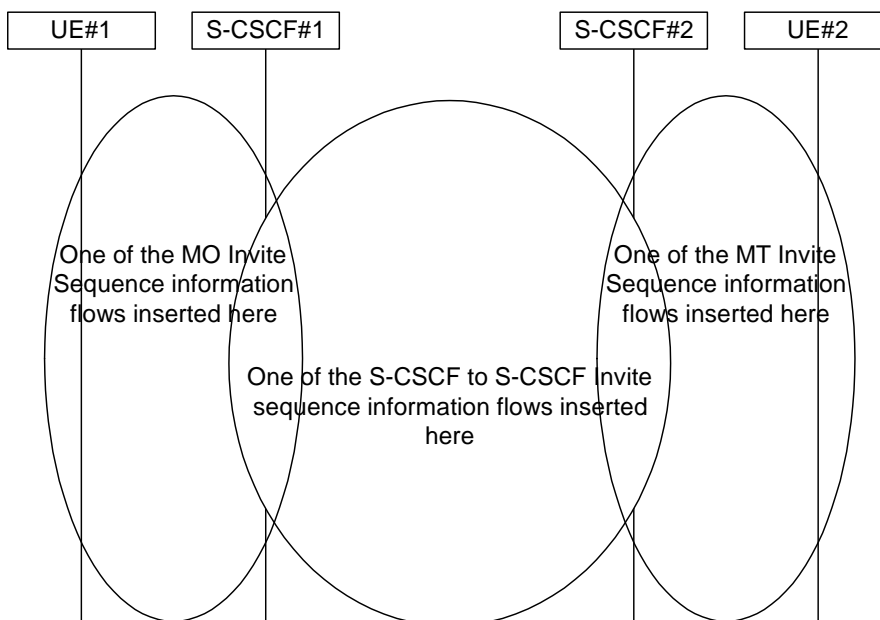 UE#1
S-CSCF#1
S-CSCF#2
UE#2
One of the MO Invite
Sequence information
flows inserted here
One of the MT Invite
Sequence information
flows inserted here
One of the S-CSCF to S-CSCF Invite
sequence information flows inserted
here